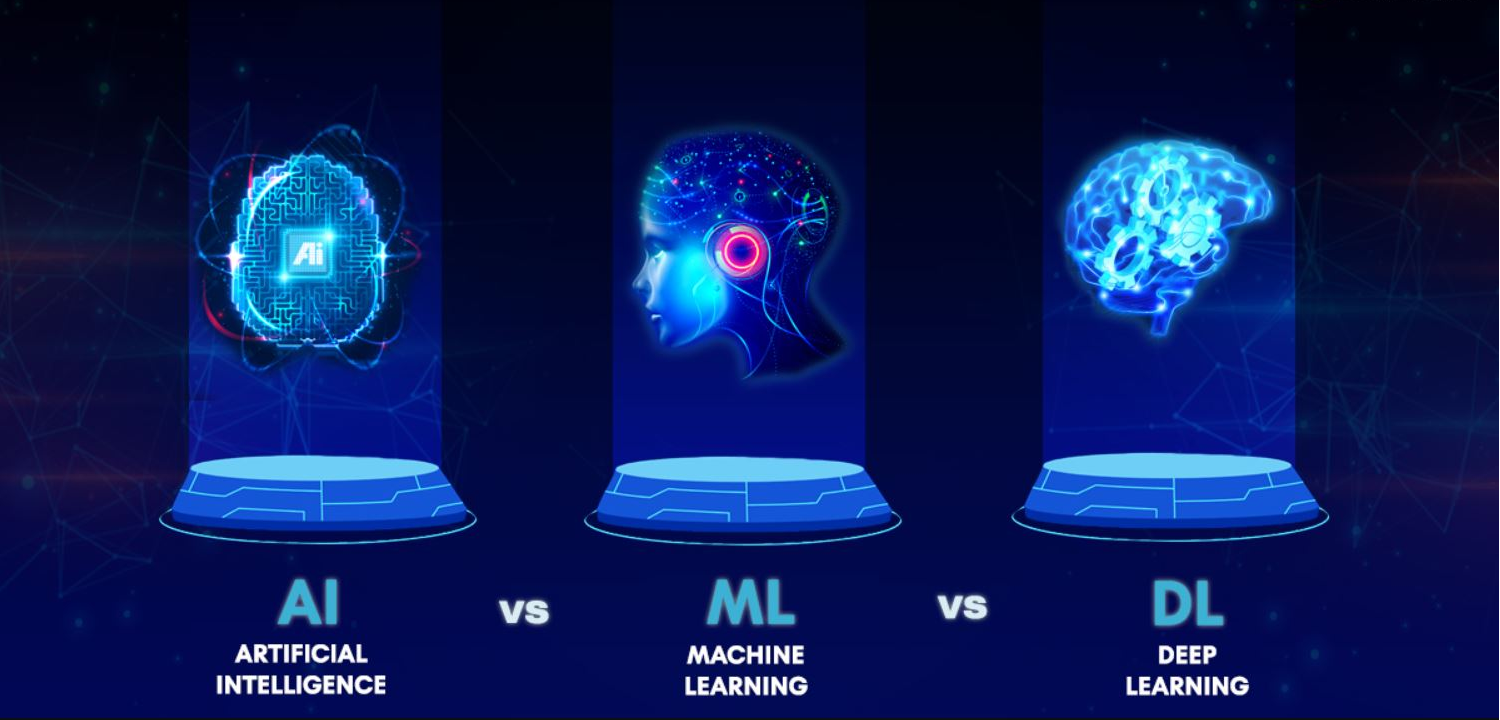 Ai
AI vs ML vs DL
ARTIFICIAL MACHINE DEEP
INTELLIGENCE LEARNING LEARNING